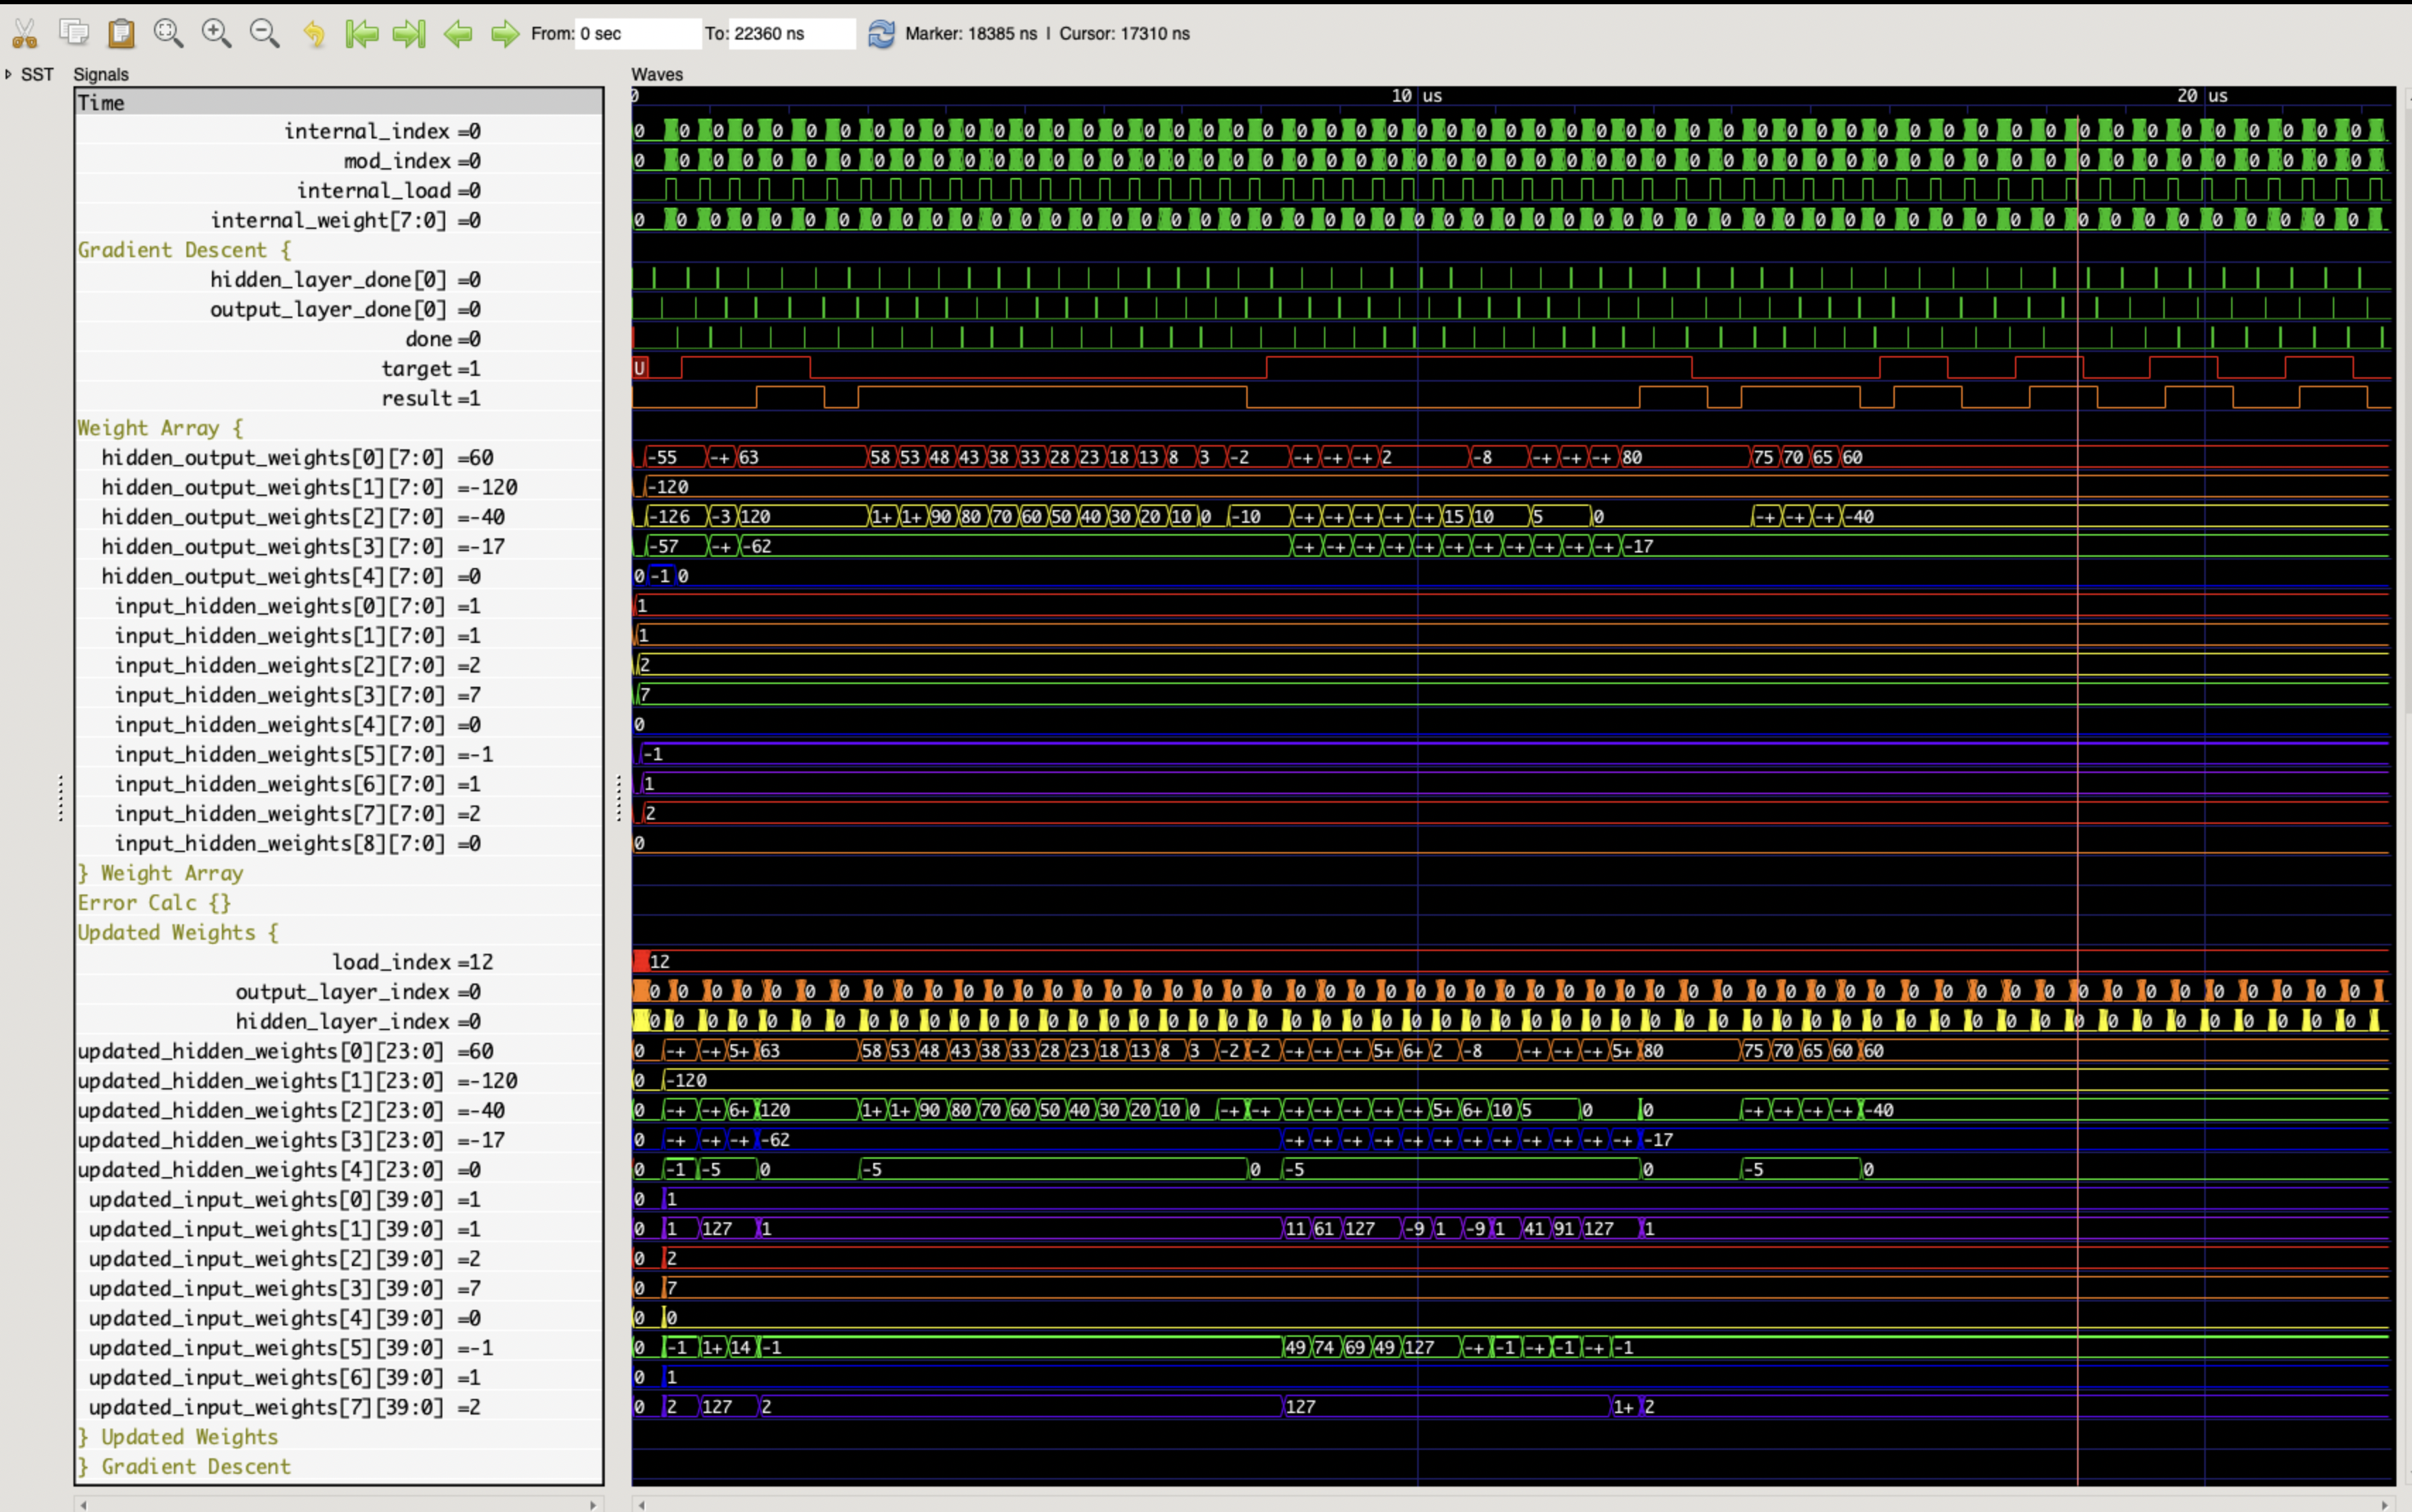 From: 0 sec To: 22360 ns Marker: 18385 ns | Cursor: 17310 ns
SST Signals Waves
Time 0 10 us 20 us
internal_index =0
mod_index =0
internal_load =0
internal_weight[7:0] =0
Gradient Descent {
hidden_layer_done[0] =0
output_layer_done[0] =0
done =0
target =1 U
result =1
Weight Array {
hidden_output_weights[0][7:0] =60 -55 -+ 63 58 53 48 43 38 33 28 23 18 13 8 3 -2 -+ -+ -+ 2 -8 -+ -+ -+ 80 75 70 65 60
hidden_output_weights[1][7:0] =-120 -120
hidden_output_weights[2][7:0] =-40 -126 -3 120 1+ 1+ 90 80 70 60 50 40 30 20 10 0 -10 -+ -+ -+ -+ -+ 15 10 5 0 -+ -+ -+ -40
hidden_output_weights[3][7:0] =-17 -57 -+ -62 -+ -+ -+ -+ -+ -+ -+ -+ -+ -+ -+ -17
hidden_output_weights[4][7:0] =0 0 -1 0
input_hidden_weights[0][7:0] =1 1
input_hidden_weights[1][7:0] =1 1
input_hidden_weights[2][7:0] =2 2
input_hidden_weights[3][7:0] =7 7
input_hidden_weights[4][7:0] =0 0
input_hidden_weights[5][7:0] =-1 -1
input_hidden_weights[6][7:0] =1 1
input_hidden_weights[7][7:0] =2 2
input_hidden_weights[8][7:0] =0 0
} Weight Array
Error Calc {}
Updated Weights {
load_index =12 12
output_layer_index =0
hidden_layer_index =0
updated_hidden_weights[0][23:0] =60 0 -+ -+ 5+ 63 58 53 48 43 38 33 28 23 18 13 8 3 -2 -2 -+ -+ -+ 5+ 6+ 2 -8 -+ -+ -+ 5+ 80 75 70 65 60 60
updated_hidden_weights[1][23:0] =-120 0 -120
updated_hidden_weights[2][23:0] =-40 0 -+ -+ 6+ 120 1+ 1+ 90 80 70 60 50 40 30 20 10 0 -+ -+ -+ -+ -+ -+ -+ 5+ 6+ 10 5 0 0 -+ -+ -+ -+ -40
updated_hidden_weights[3][23:0] =-17 0 -+ -+ -+ -62 -+ -+ -+ -+ -+ -+ -+ -+ -+ -+ -+ -+ -17
updated_hidden_weights[4][23:0] =0 0 -1 -5 0 -5 0 -5 0 -5 0
updated_input_weights[0][39:0] =1 0 1
updated_input_weights[1][39:0] =1 0 1 127 1 11 61 127 -9 1 -9 1 41 91 127 1
updated_input_weights[2][39:0] =2 0 2
updated_input_weights[3][39:0] =7 0 7
updated_input_weights[4][39:0] =0 0 0
updated_input_weights[5][39:0] =-1 0 -1 1+ 14 -1 49 74 69 49 127 -+ -1 -+ -1 -+ -1
updated_input_weights[6][39:0] =1 0 1
updated_input_weights[7][39:0] =2 0 2 127 2 127 1+ 2
} Updated Weights
} Gradient Descent